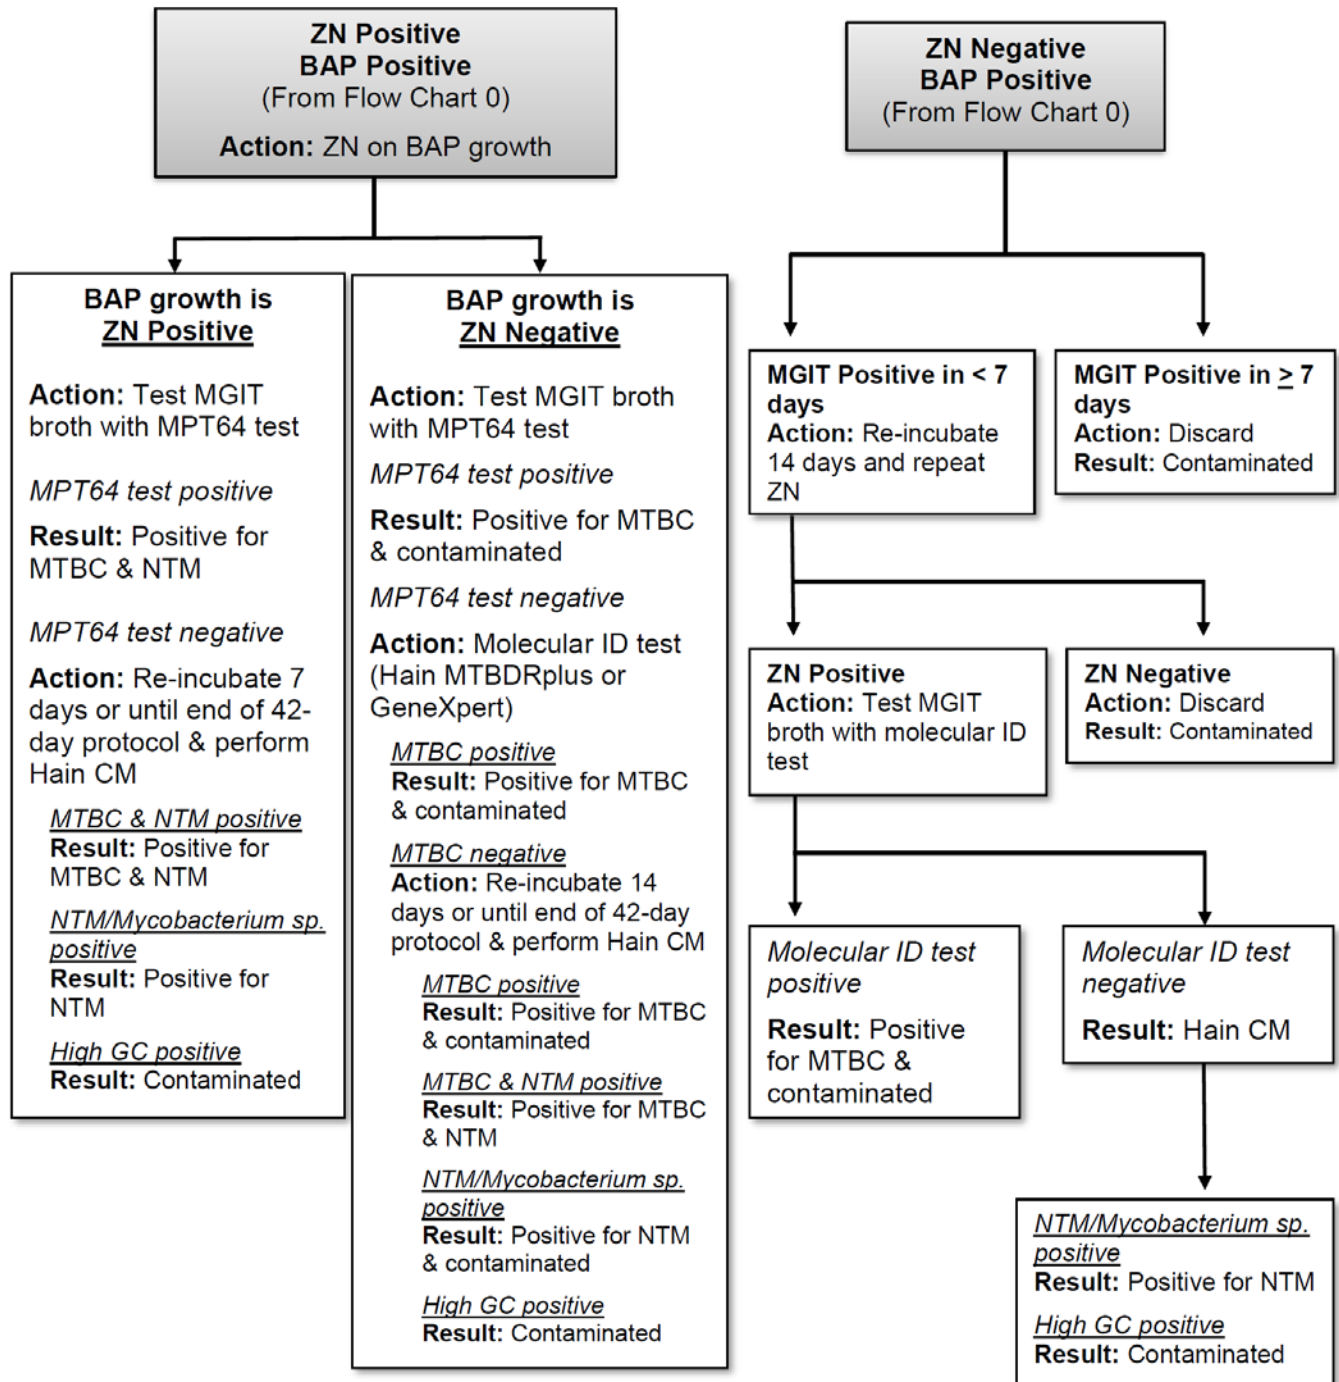 ZN Positive
BAP Positive
(From Flow Chart 0)
Action: ZN on BAP growth
ZN Negative
BAP Positive
(From Flow Chart 0)
BAP growth is
ZN Positive
Action: Test MGIT
broth with MPT64 test
MPT64 test positive
Result: Positive for
MTBC & NTM
MPT64 test negative
Action: Re-incubate 7
days or until end of 42-
day protocol & perform
Hain CM
MTBC & NTM positive
Result: Positive for
MTBC & NTM
NTM/Mycobacterium sp.
positive
Result: Positive for
NTM
High GC positive
Result: Contaminated
BAP growth is
ZN Negative
Action: Test MGIT broth
with MPT64 test
MPT64 test positive
Result: Positive for MTBC
& contaminated
MPT64 test negative
Action: Molecular ID test
(Hain MTBDRplus or
GeneXpert)
MTBC positive
Result: Positive for MTBC
& contaminated
MTBC negative
Action: Re-incubate 14
days or until end of 42-day
protocol & perform Hain CM
MTBC positive
Result: Positive for MTBC
& contaminated
MTBC & NTM positive
Result: Positive for MTBC
& NTM
NTM/Mycobacterium sp.
positive
Result: Positive for NTM
& contaminated
High GC positive
Result: Contaminated
MGIT Positive in < 7
days
Action: Re-incubate
14 days and repeat
ZN
MGIT Positive in ≥ 7
days
Action: Discard
Result: Contaminated
ZN Positive
Action: Test MGIT
broth with molecular ID
test
ZN Negative
Action: Discard
Result: Contaminated
Molecular ID test
positive
Result: Positive
for MTBC &
contaminated
Molecular ID test
negative
Result: Hain CM
NTM/Mycobacterium sp.
positive
Result: Positive for NTM
High GC positive
Result: Contaminated